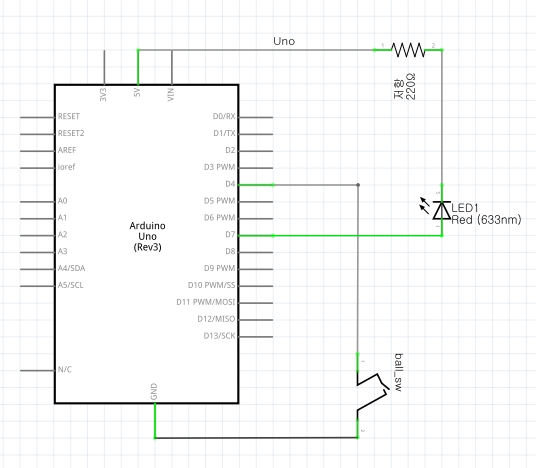 Uno
3V3
5V
VIN
220Ω
저항
RESET
RESET2
AREF
ioref
A0
A1
A2
A3
A4/SDA
A5/SCL
N/C
Arduino
Uno
(Rev3)
D0/RX
D1/TX
D2
D3 PWM
D4
D5 PWM
D6 PWM
D7
D8
D9 PWM
D10 PWM/SS
D11 PWM/MOSI
D12/MISO
D13/SCK
GND
LED1
Red (633nm)
ball_sw